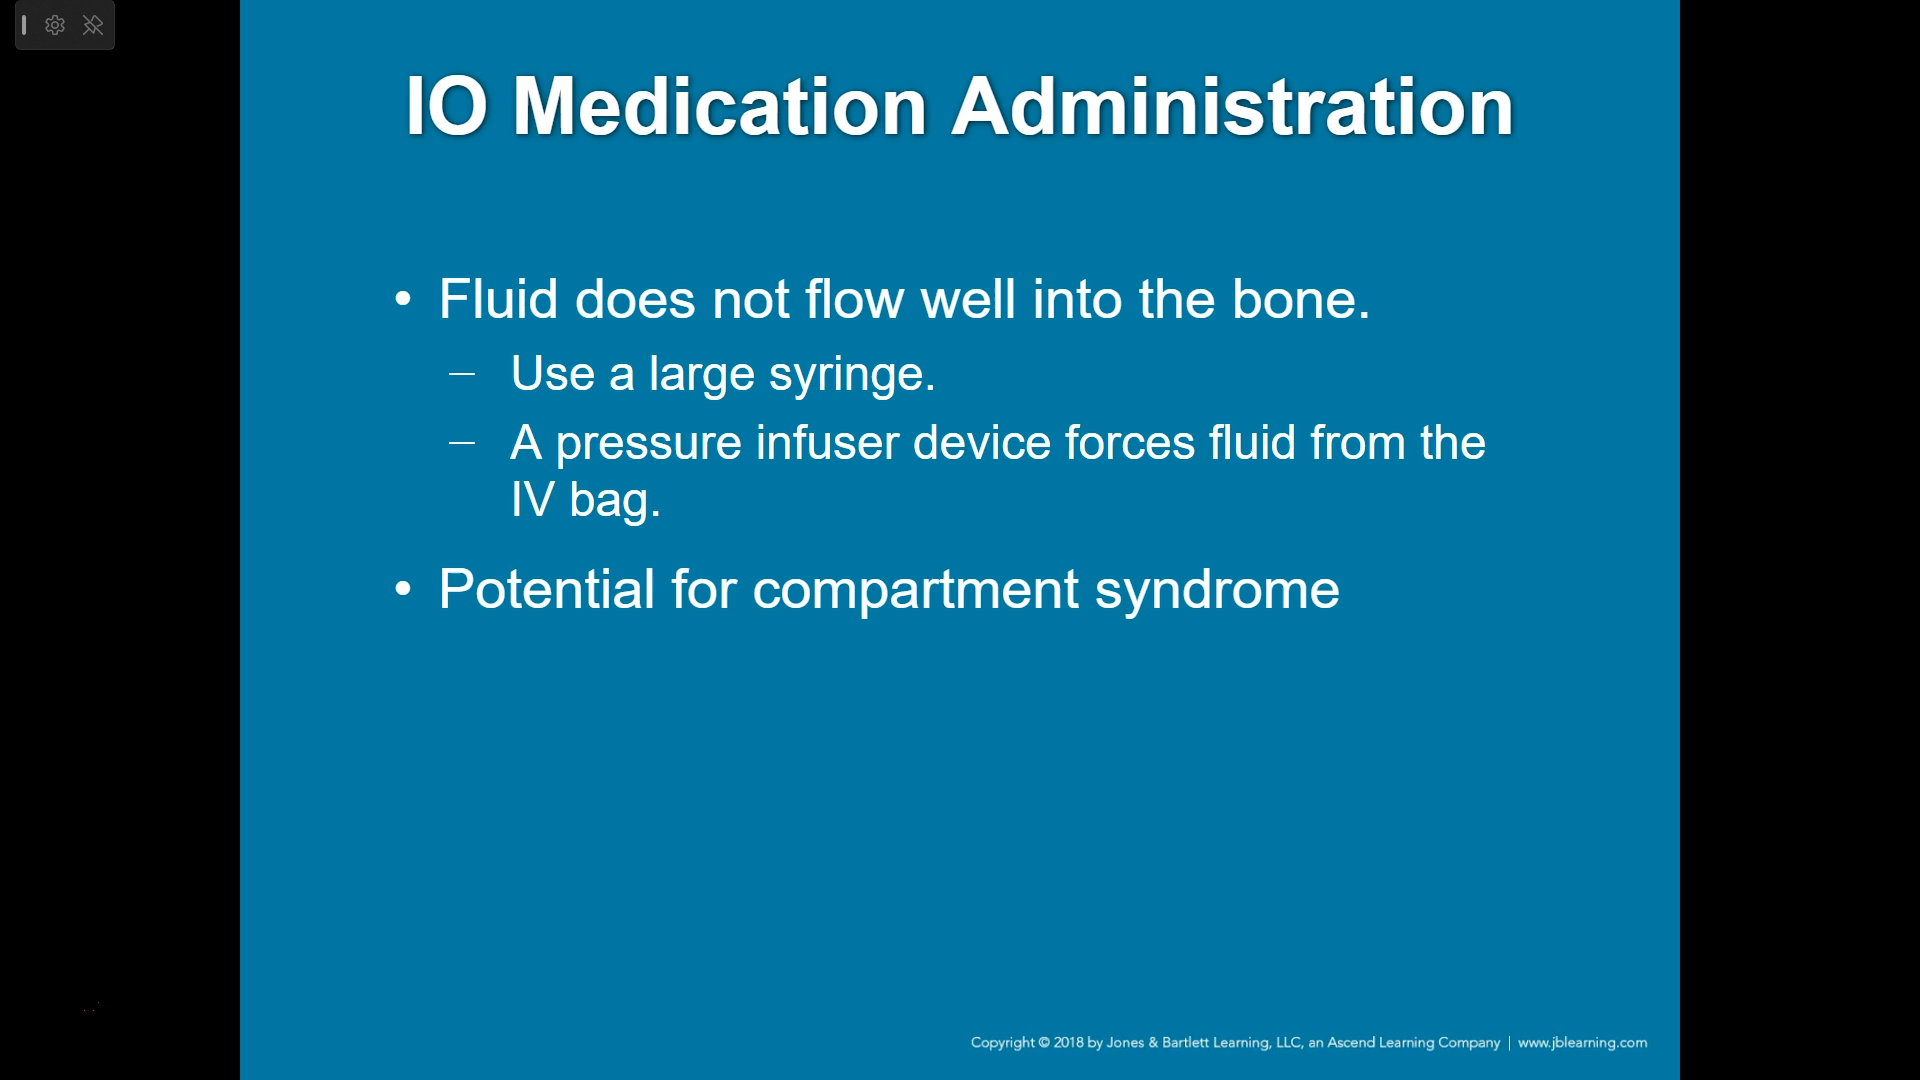 IO Medication Administration
• Fluid does not flow well into the bone.
– Use a large syringe.
– A pressure infuser device forces fluid from the
IV bag.
• Potential for compartment syndrome
Copyright © 2018 by Jones & Bartlett Learning, LLC, an Ascend Learning Company | www.jblearning.com